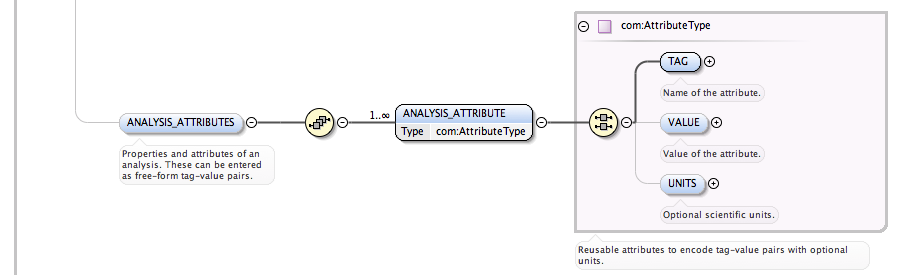 com:AttributeType
TAG
Name of the attribute.
ANALYSIS_ATTRIBUTES
1..∞
ANALYSIS_ATTRIBUTE
Type com:AttributeType
VALUE
Properties and attributes of an
analysis. These can be entered
as free-form tag-value pairs.
Value of the attribute.
UNITS
Optional scientific units.
Reusable attributes to encode tag-value pairs with optional
units.